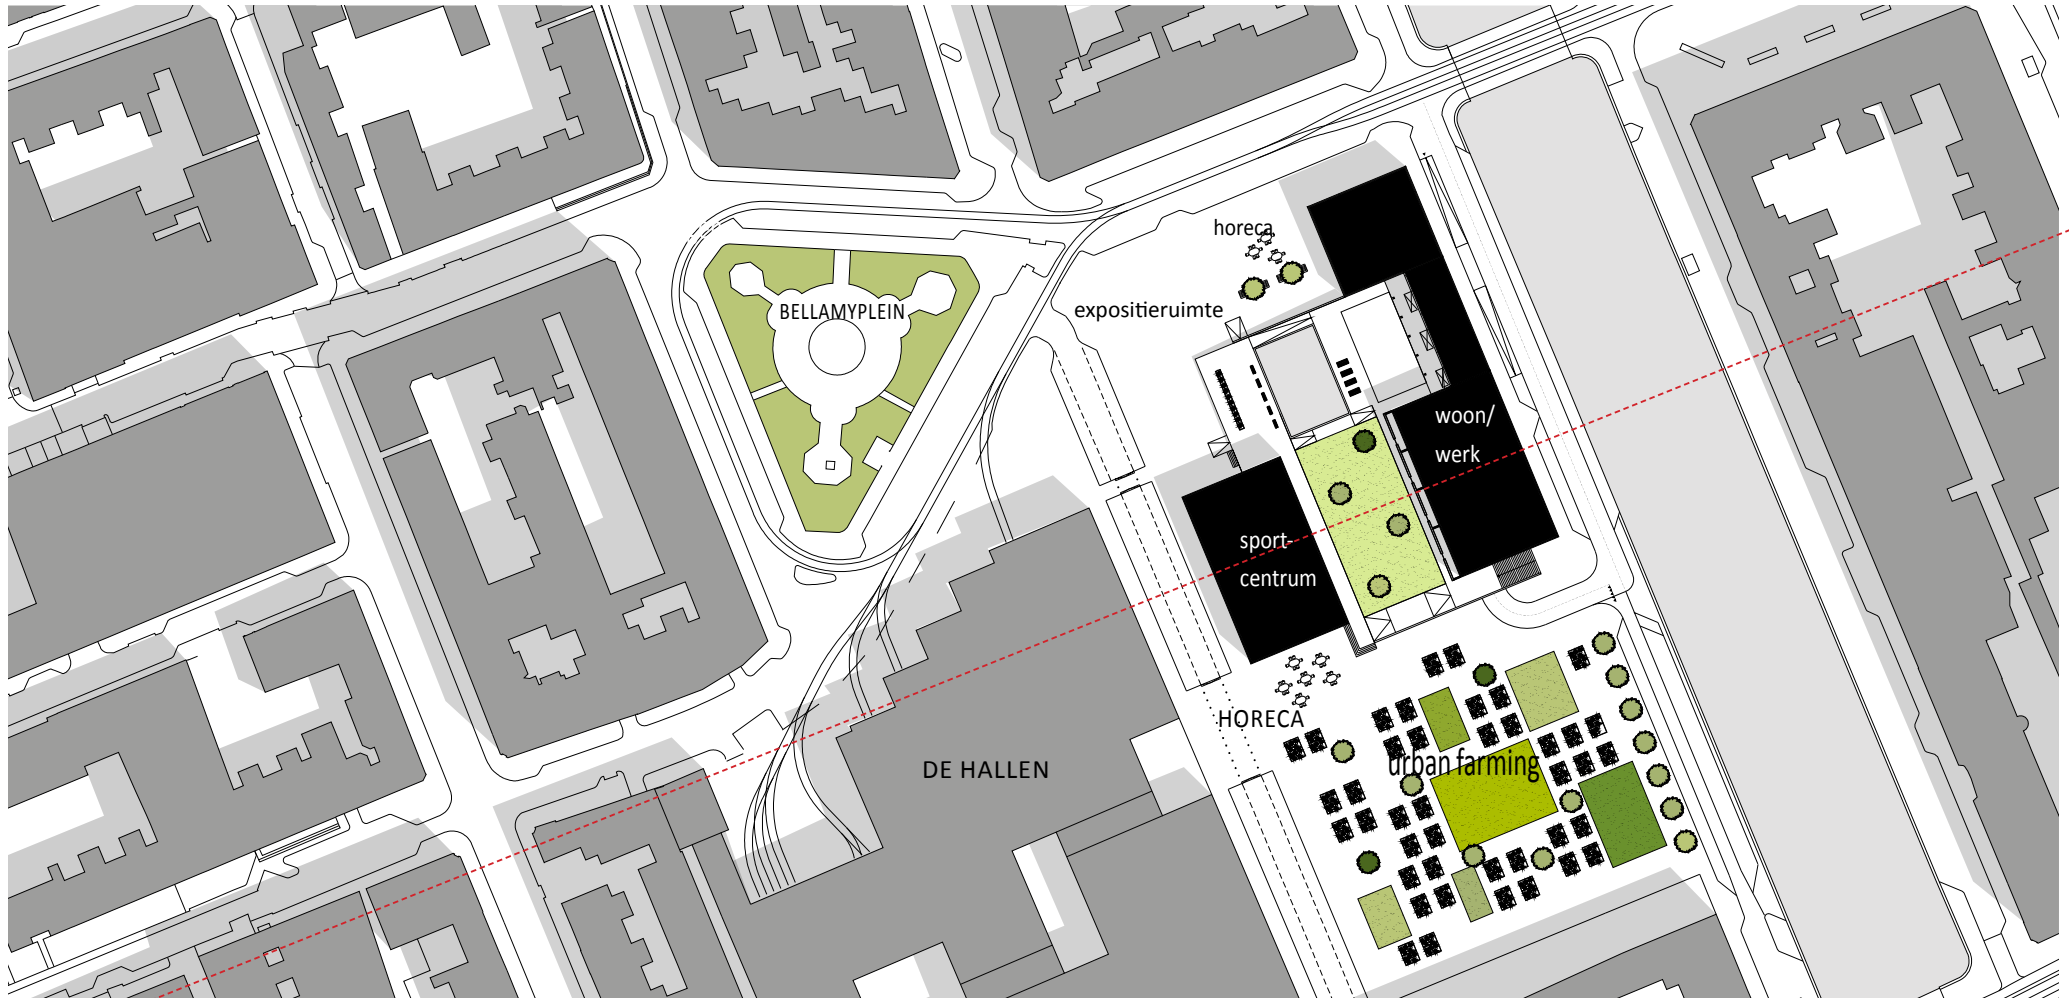 horeca
BELLAMYPLEIN
expositieruimte
woon/
werk
sport-
centrum
HORECA
DE HALLEN
urban farming